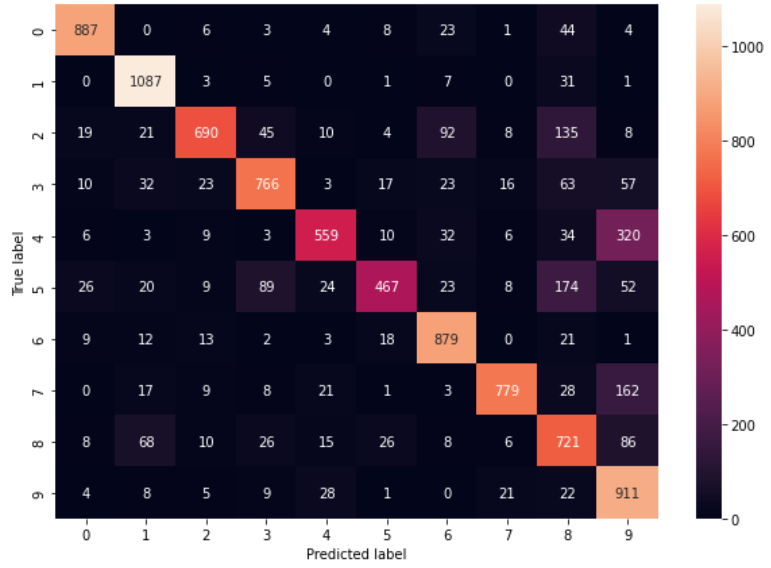 0 887 0 6 3 4 8 23 1 44 4
1 0 1087 3 5 0 1 7 0 31 1
2 19 21 690 45 10 4 92 8 135 8
3 10 32 23 766 3 17 23 16 63 57
4 6 3 9 3 559 10 32 6 34 320
5 26 20 9 89 24 467 23 8 174 52
6 9 12 13 2 3 18 879 0 21 1
7 0 17 9 8 21 1 3 779 28 162
8 8 68 10 26 15 26 8 6 721 86
9 4 8 5 9 28 1 0 21 22 911
0 1 2 3 4 5 6 7 8 9
Predicted label
True label
1000
800
600
400
200
0